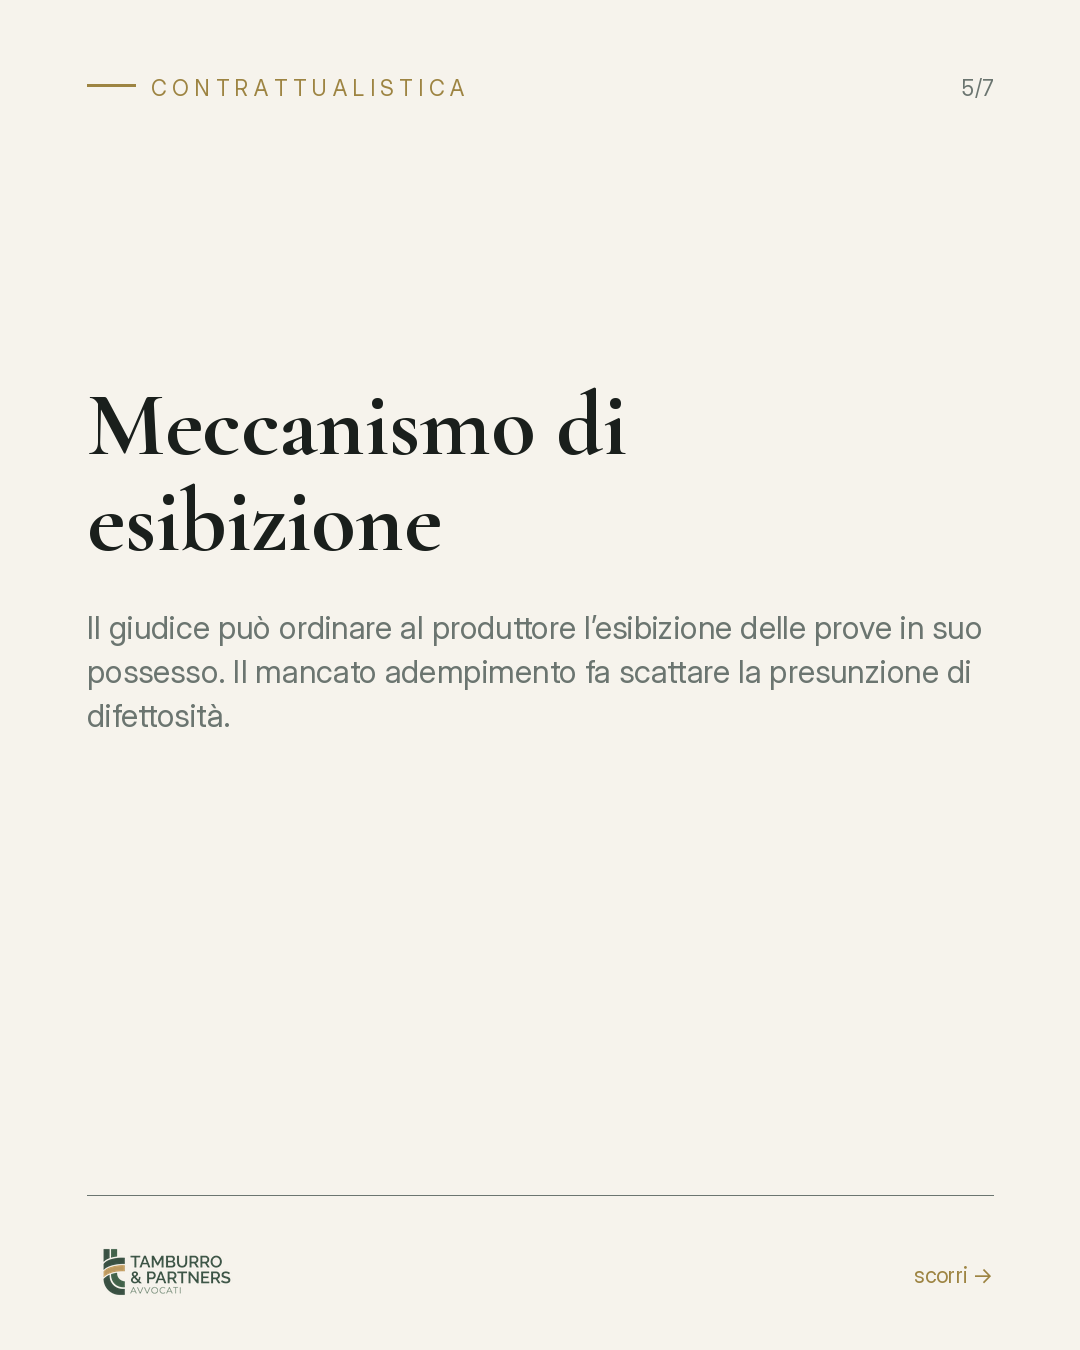 CONTRATTUALISTICA
5/7
Meccanismo di
esibizione
Il giudice può ordinare al produttore l’esibizione delle prove in suo
possesso. Il mancato adempimento fa scattare la presunzione di
difettosità.
TAMBURRO
& PARTNERS
AVVOCATI
scorri →